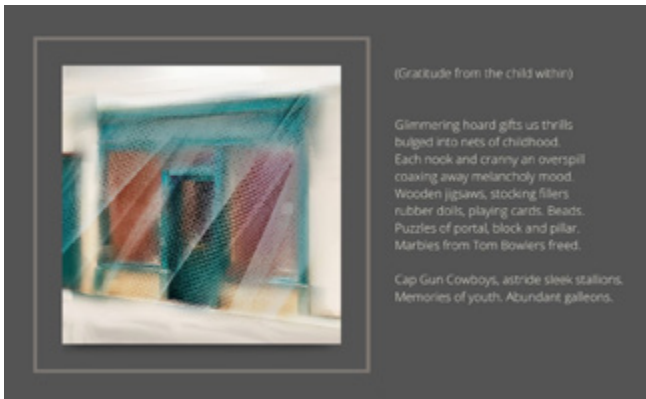 (Gratitude from the child within)
Glimmering hoard gifts us thrills
bulged into nets of childhood.
Each nook and cranny an overspill
coaxing away melancholy mood.
Wooden jigsaws, stocking fillers
rubber dolls, playing cards. Beads.
Puzzles of portal, block and pillar.
Marbles from Tom Bowlers freed.
Cap Gun Cowboys, astride sleek stallions.
Memories of youth. Abundant galleons.